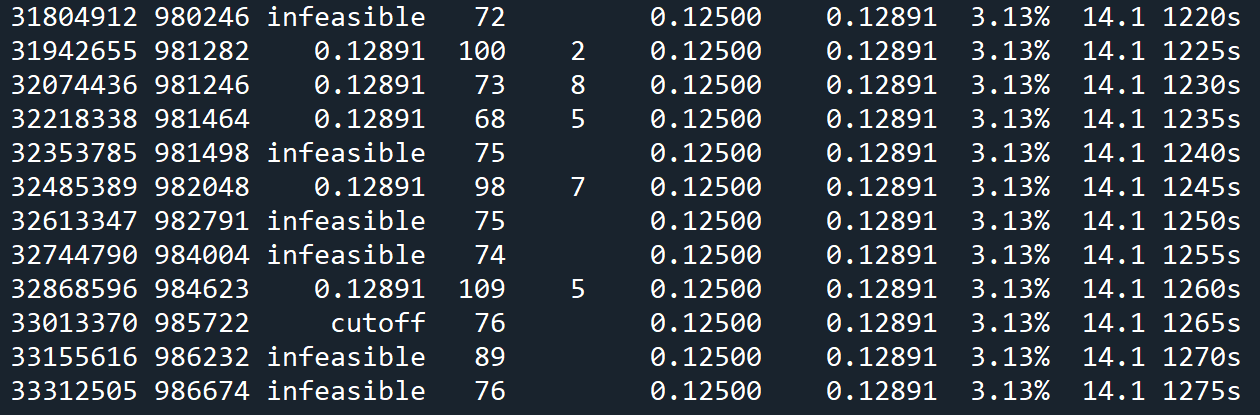 31804912 980246 infeasible 72 0.12500 0.12891 3.13% 14.1 1220s
31942655 981282 0.12891 100 2 0.12500 0.12891 3.13% 14.1 1225s
32074436 981246 0.12891 73 8 0.12500 0.12891 3.13% 14.1 1230s
32218338 981464 0.12891 68 5 0.12500 0.12891 3.13% 14.1 1235s
32353785 981498 infeasible 75 0.12500 0.12891 3.13% 14.1 1240s
32485389 982048 0.12891 98 7 0.12500 0.12891 3.13% 14.1 1245s
32613347 982791 infeasible 75 0.12500 0.12891 3.13% 14.1 1250s
32744790 984004 infeasible 74 0.12500 0.12891 3.13% 14.1 1255s
32868596 984623 0.12891 109 5 0.12500 0.12891 3.13% 14.1 1260s
33013370 985722 cutoff 76 0.12500 0.12891 3.13% 14.1 1265s
33155616 986232 infeasible 89 0.12500 0.12891 3.13% 14.1 1270s
33312505 986674 infeasible 76 0.12500 0.12891 3.13% 14.1 1275s